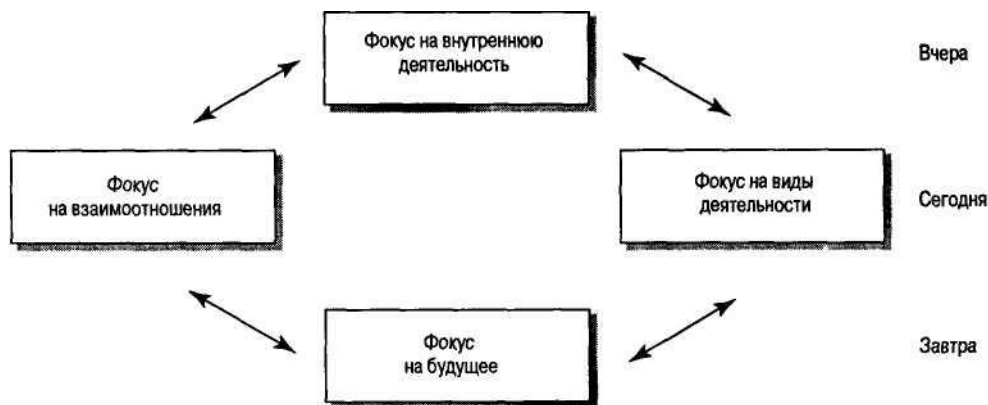 Фокус на внутреннюю
деятельность
Вчера
Фокус
на взаимоотношения
Фокус на виды
деятельности
Сегодня
Фокус
на будущее
Завтра